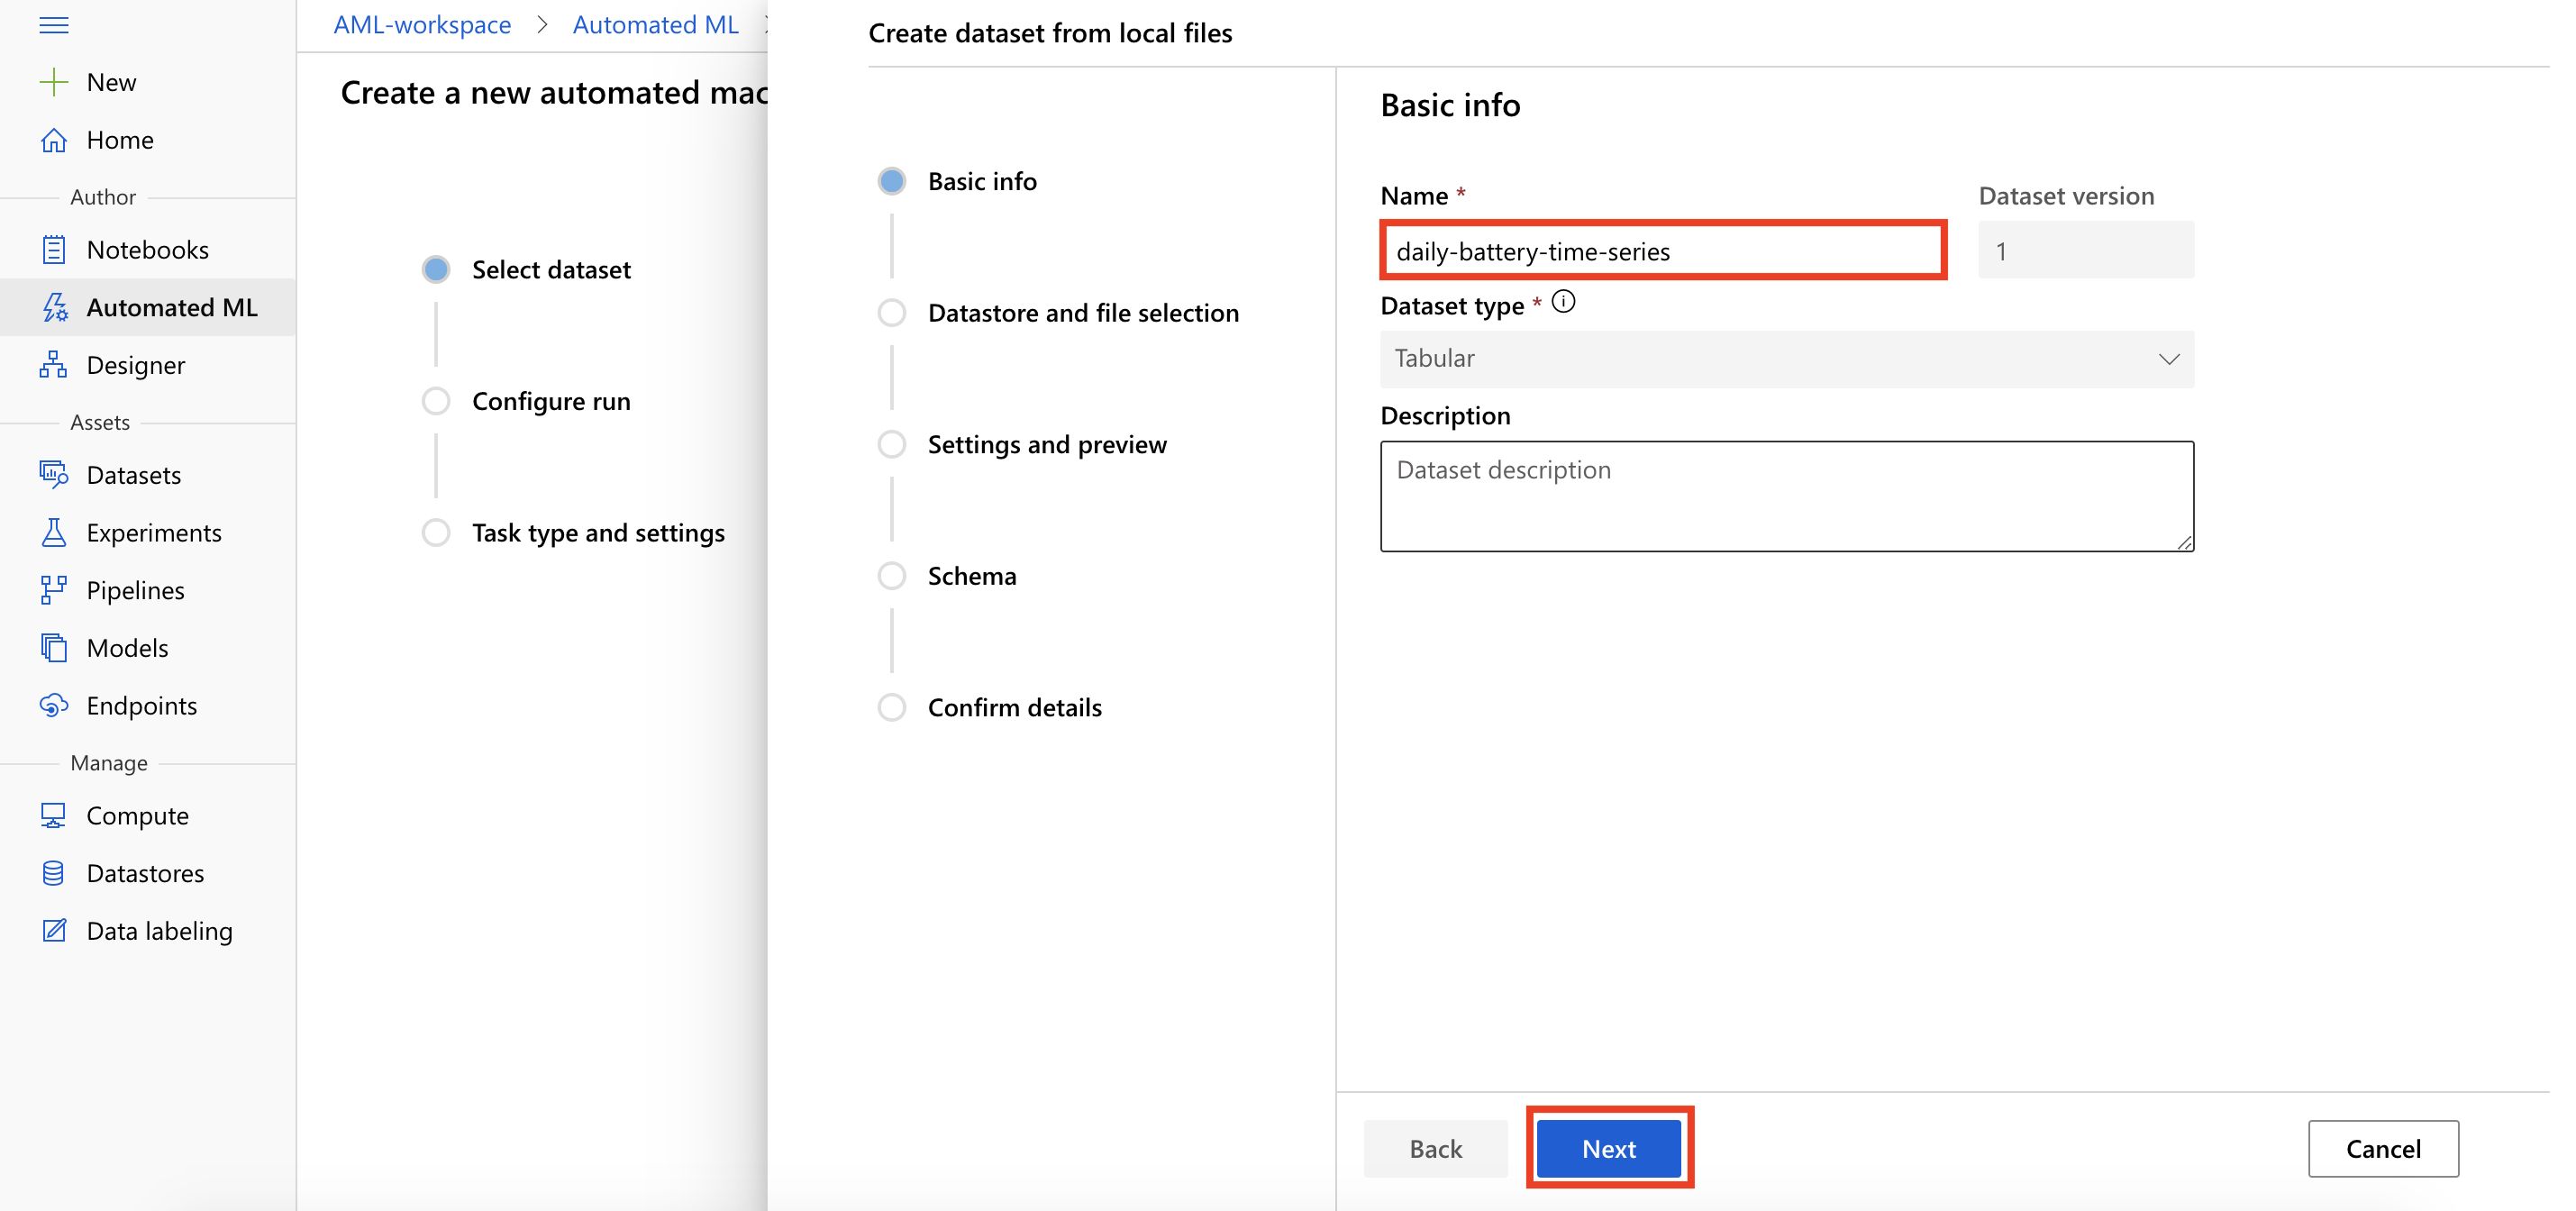 AML-workspace > Automated ML >
New
Home
Author
Notebooks
Automated ML
Designer
Assets
Datasets
Experiments
Pipelines
Models
Endpoints
Manage
Compute
Datastores
Data labeling
Create a new automated mac
Select dataset
Configure run
Task type and settings
Create dataset from local files
Basic info
Datastore and file selection
Settings and preview
Schema
Confirm details
Basic info
Name *
Dataset version
daily-battery-time-series
1
Dataset type *
Tabular
Description
Dataset description
Back
Next
Cancel